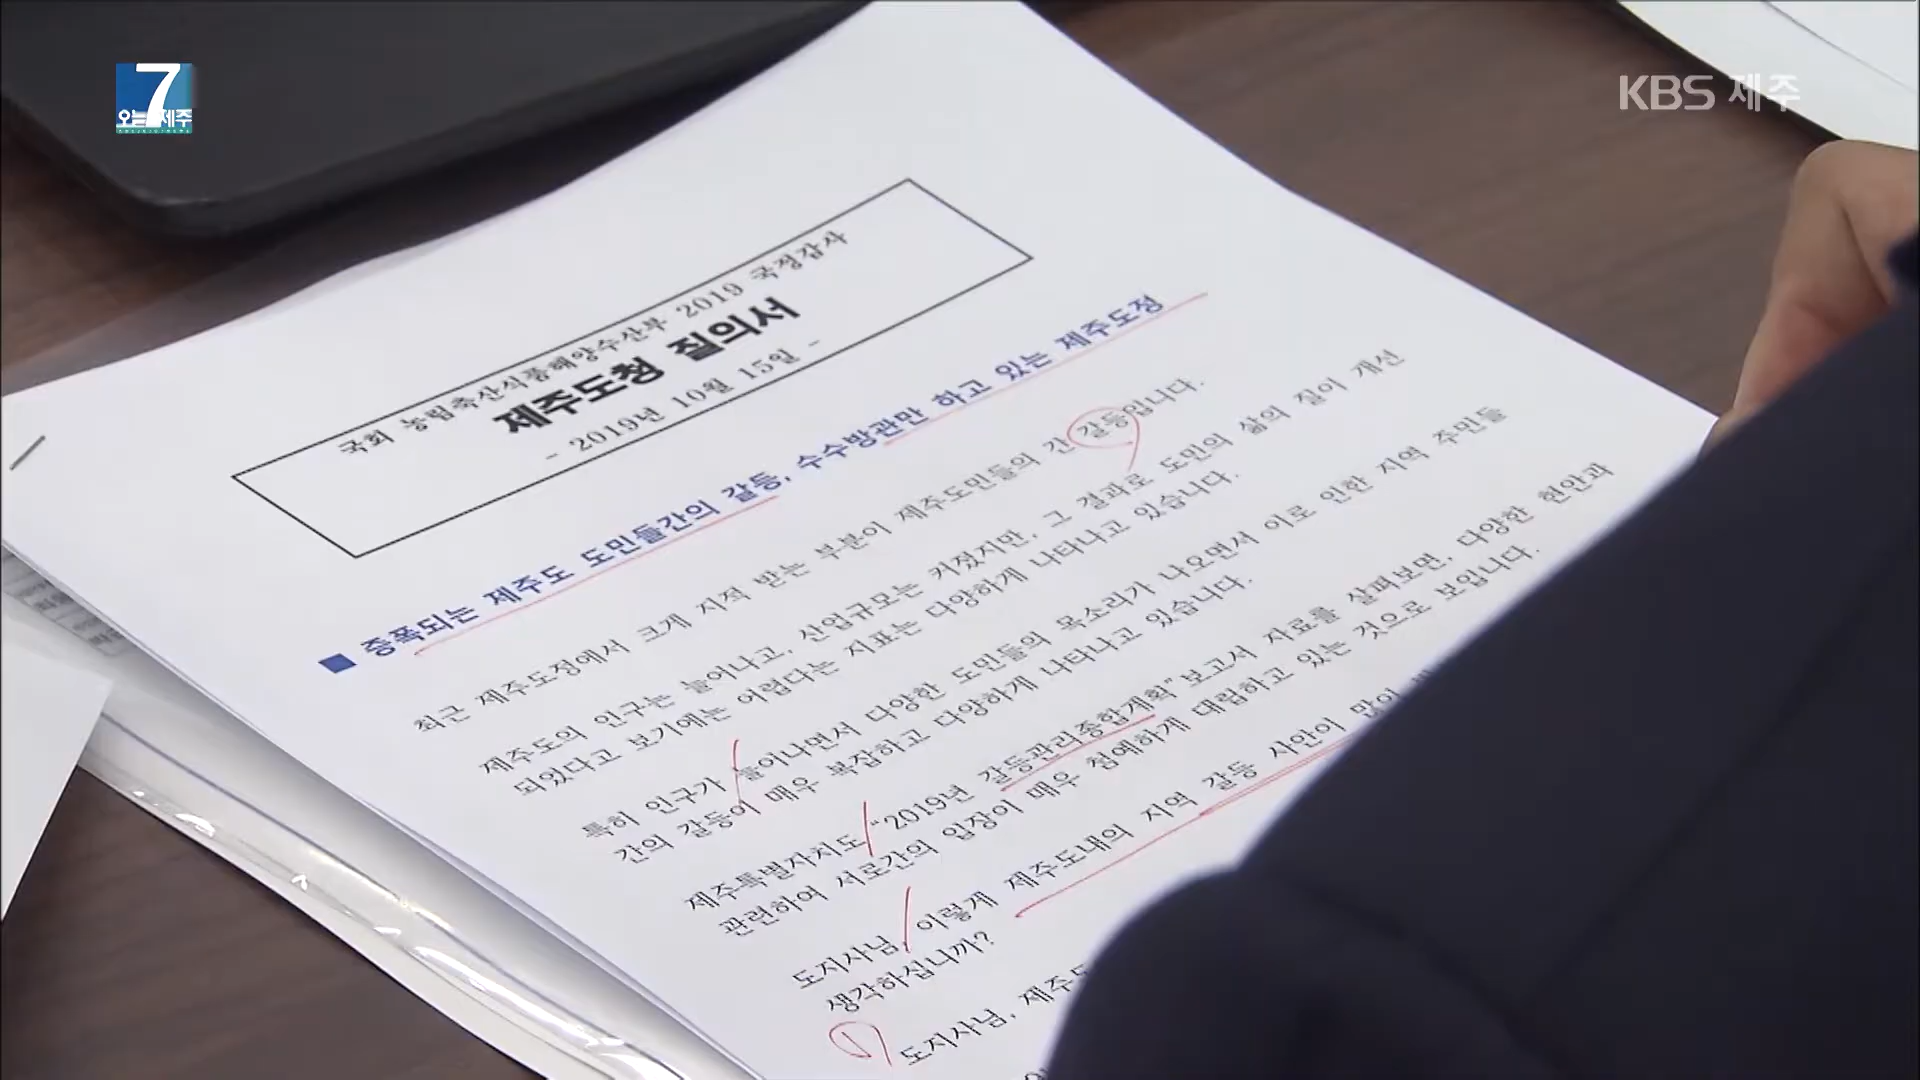 7
오늘 제주
KBS 제주
국회 농림축산식품해양수산부 2019 국정감사
제주도청 질의서
- 2019년 10월 15일 -
■ 증폭되는 제주도 도민들간의 갈등, 수수방관만 하고 있는 제주도정
최근 제주도정에서 크게 지적 받는 부분이 제주도민들의 간 갈등입니다.
제주도의 인구는 늘어나고, 산업규모는 커졌지만, 그 결과로 도민의 삶의 질이 개선
되었다고 보기에는 어렵다는 지표는 다양하게 나타나고 있습니다.
특히 인구가 늘어나면서 다양한 도민들의 목소리가 나오면서 이로 인한 지역 주민들
간의 갈등이 매우 복잡하고 다양하게 나타나고 있습니다.
제주특별자치도 “2019년 갈등관리종합계획” 보고서 자료를 살펴보면, 다양한 현안과
관련하여 서로간의 입장이 매우 첨예하게 대립하고 있는 것으로 보입니다.
도지사님, 이렇게 제주도내의 지역 갈등 사안이 많이
생각하십니까?
도지사님, 제주도